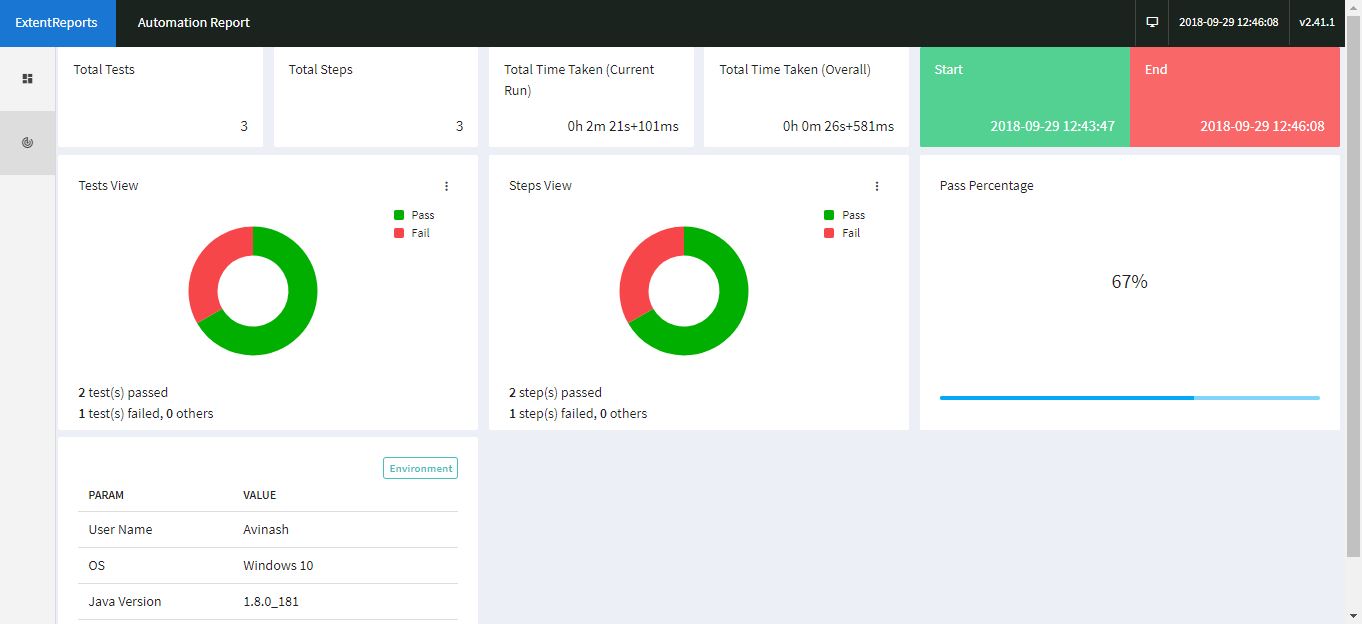 ExtentReports
Automation Report
2018-09-29 12:46:08
v2.41.1
Total Tests
3
Total Steps
3
Total Time Taken (Current
Run)
0h 2m 21s+101ms
Total Time Taken (Overall)
0h 0m 26s+581ms
Start
2018-09-29 12:43:47
End
2018-09-29 12:46:08
Tests View
Pass
Fail
2 test(s) passed
1 test(s) failed, 0 others
Steps View
Pass
Fail
2 step(s) passed
1 step(s) failed, 0 others
Pass Percentage
67%
Environment
PARAM VALUE
User Name Avinash
OS Windows 10
Java Version 1.8.0_181